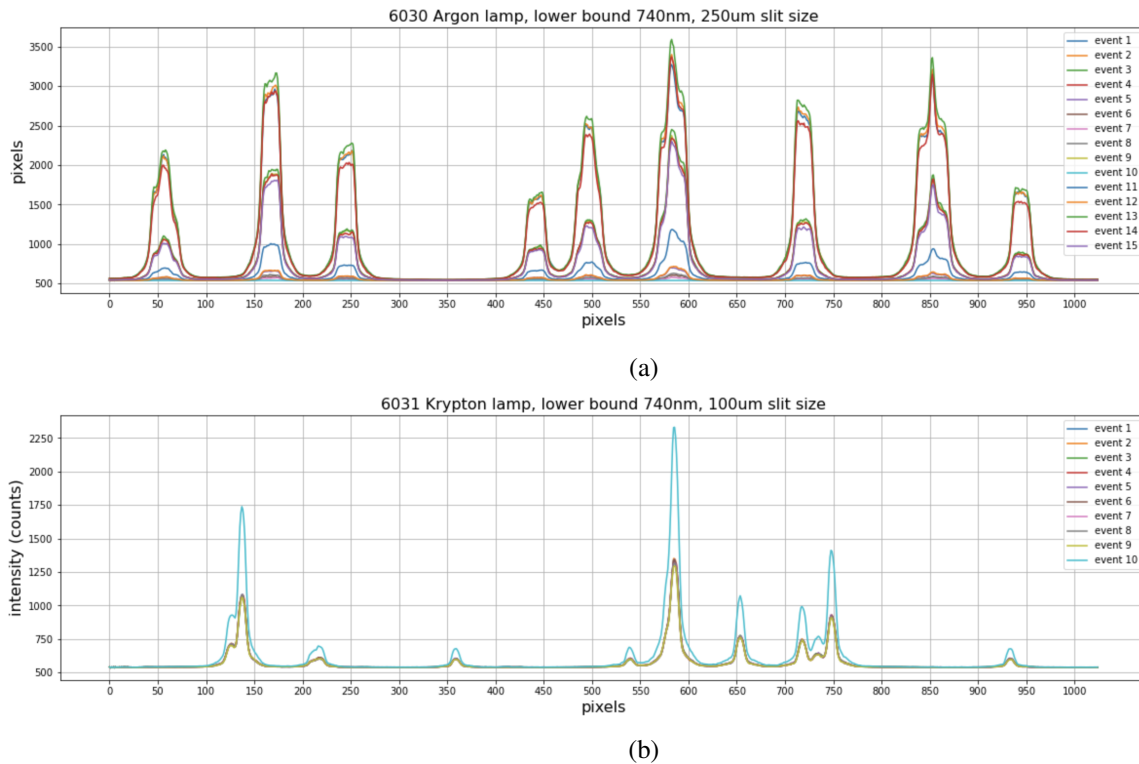 6030 Argon lamp, lower bound 740nm, 250um slit size
pixels
3500
3000
2500
2000
1500
1000
500
event 1
event 2
event 3
event 4
event 5
event 6
event 7
event 8
event 9
event 10
event 11
event 12
event 13
event 14
event 15
0 50 100 150 200 250 300 350 400 450 500 550 600 650 700 750 800 850 900 950 1000
pixels
(a)
6031 Krypton lamp, lower bound 740nm, 100um slit size
intensity (counts)
2250
2000
1750
1500
1250
1000
750
500
event 1
event 2
event 3
event 4
event 5
event 6
event 7
event 8
event 9
event 10
0 50 100 150 200 250 300 350 400 450 500 550 600 650 700 750 800 850 900 950 1000
pixels
(b)